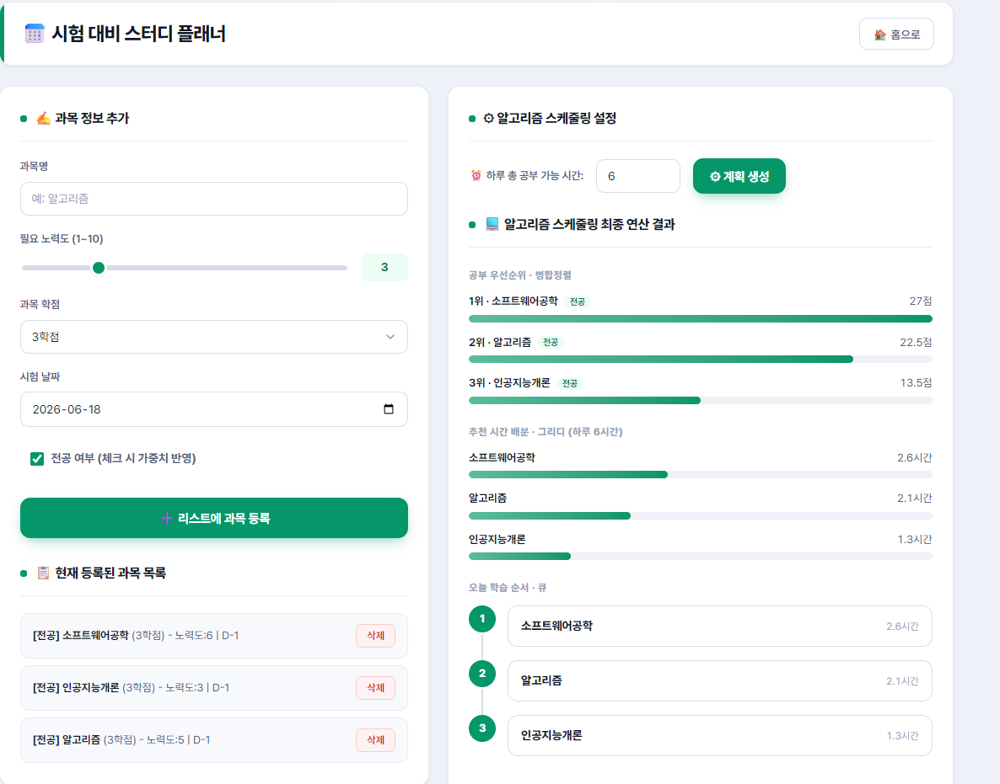 시험 대비 스터디 플래너
홈으로
과목 정보 추가
과목명
예: 알고리즘
필요 노력도 (1~10)
3
과목 학점
3학점
시험 날짜
2026-06-18
전공 여부 (체크 시 가중치 반영)
리스트에 과목 등록
현재 등록된 과목 목록
[전공] 소프트웨어공학 (3학점) - 노력도:6 | D-1
삭제
[전공] 인공지능개론 (3학점) - 노력도:3 | D-1
삭제
[전공] 알고리즘 (3학점) - 노력도:5 | D-1
삭제
알고리즘 스케줄링 설정
하루 총 공부 가능 시간:
6
계획 생성
알고리즘 스케줄링 최종 연산 결과
공부 우선순위 · 병합정렬
1위 · 소프트웨어공학 전공 27점
2위 · 알고리즘 전공 22.5점
3위 · 인공지능개론 전공 13.5점
추천 시간 배분 · 그리디 (하루 6시간)
소프트웨어공학 2.6시간
알고리즘 2.1시간
인공지능개론 1.3시간
오늘 학습 순서 · 큐
1 소프트웨어공학 2.6시간
2 알고리즘 2.1시간
3 인공지능개론 1.3시간